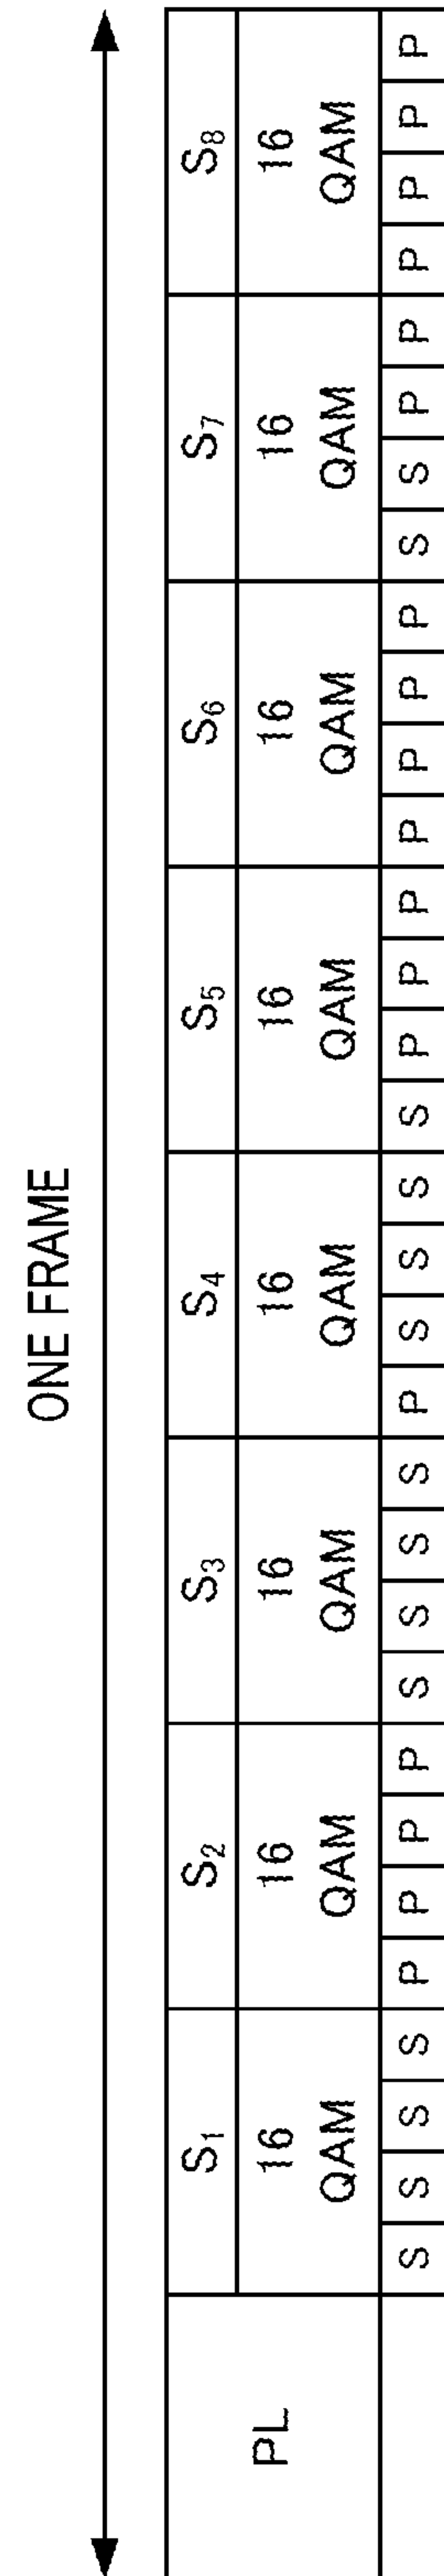 ONE FRAME
PL
S₁ S₂ S₃ S₄ S₅ S₆ S₇ S₈
16 16 16 16 16 16 16 16
QAM QAM QAM QAM QAM QAM QAM QAM
S S S S P P P P S S S S P S S S S P P P P P P P S S P P P P P P